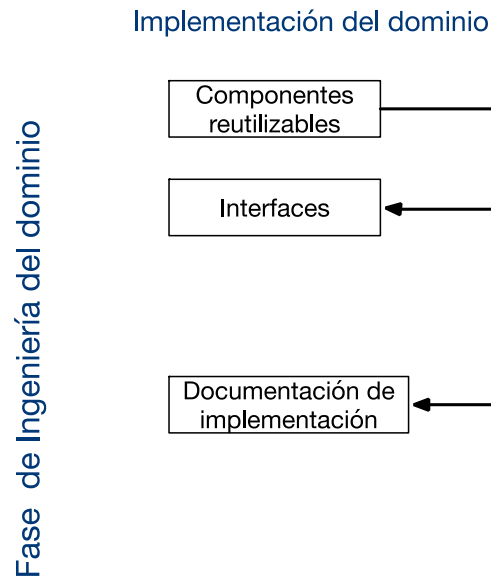 Implementación del dominio
Componentes
reutilizables
Interfaces
Documentación de
implementación
Fase de Ingeniería del dominio